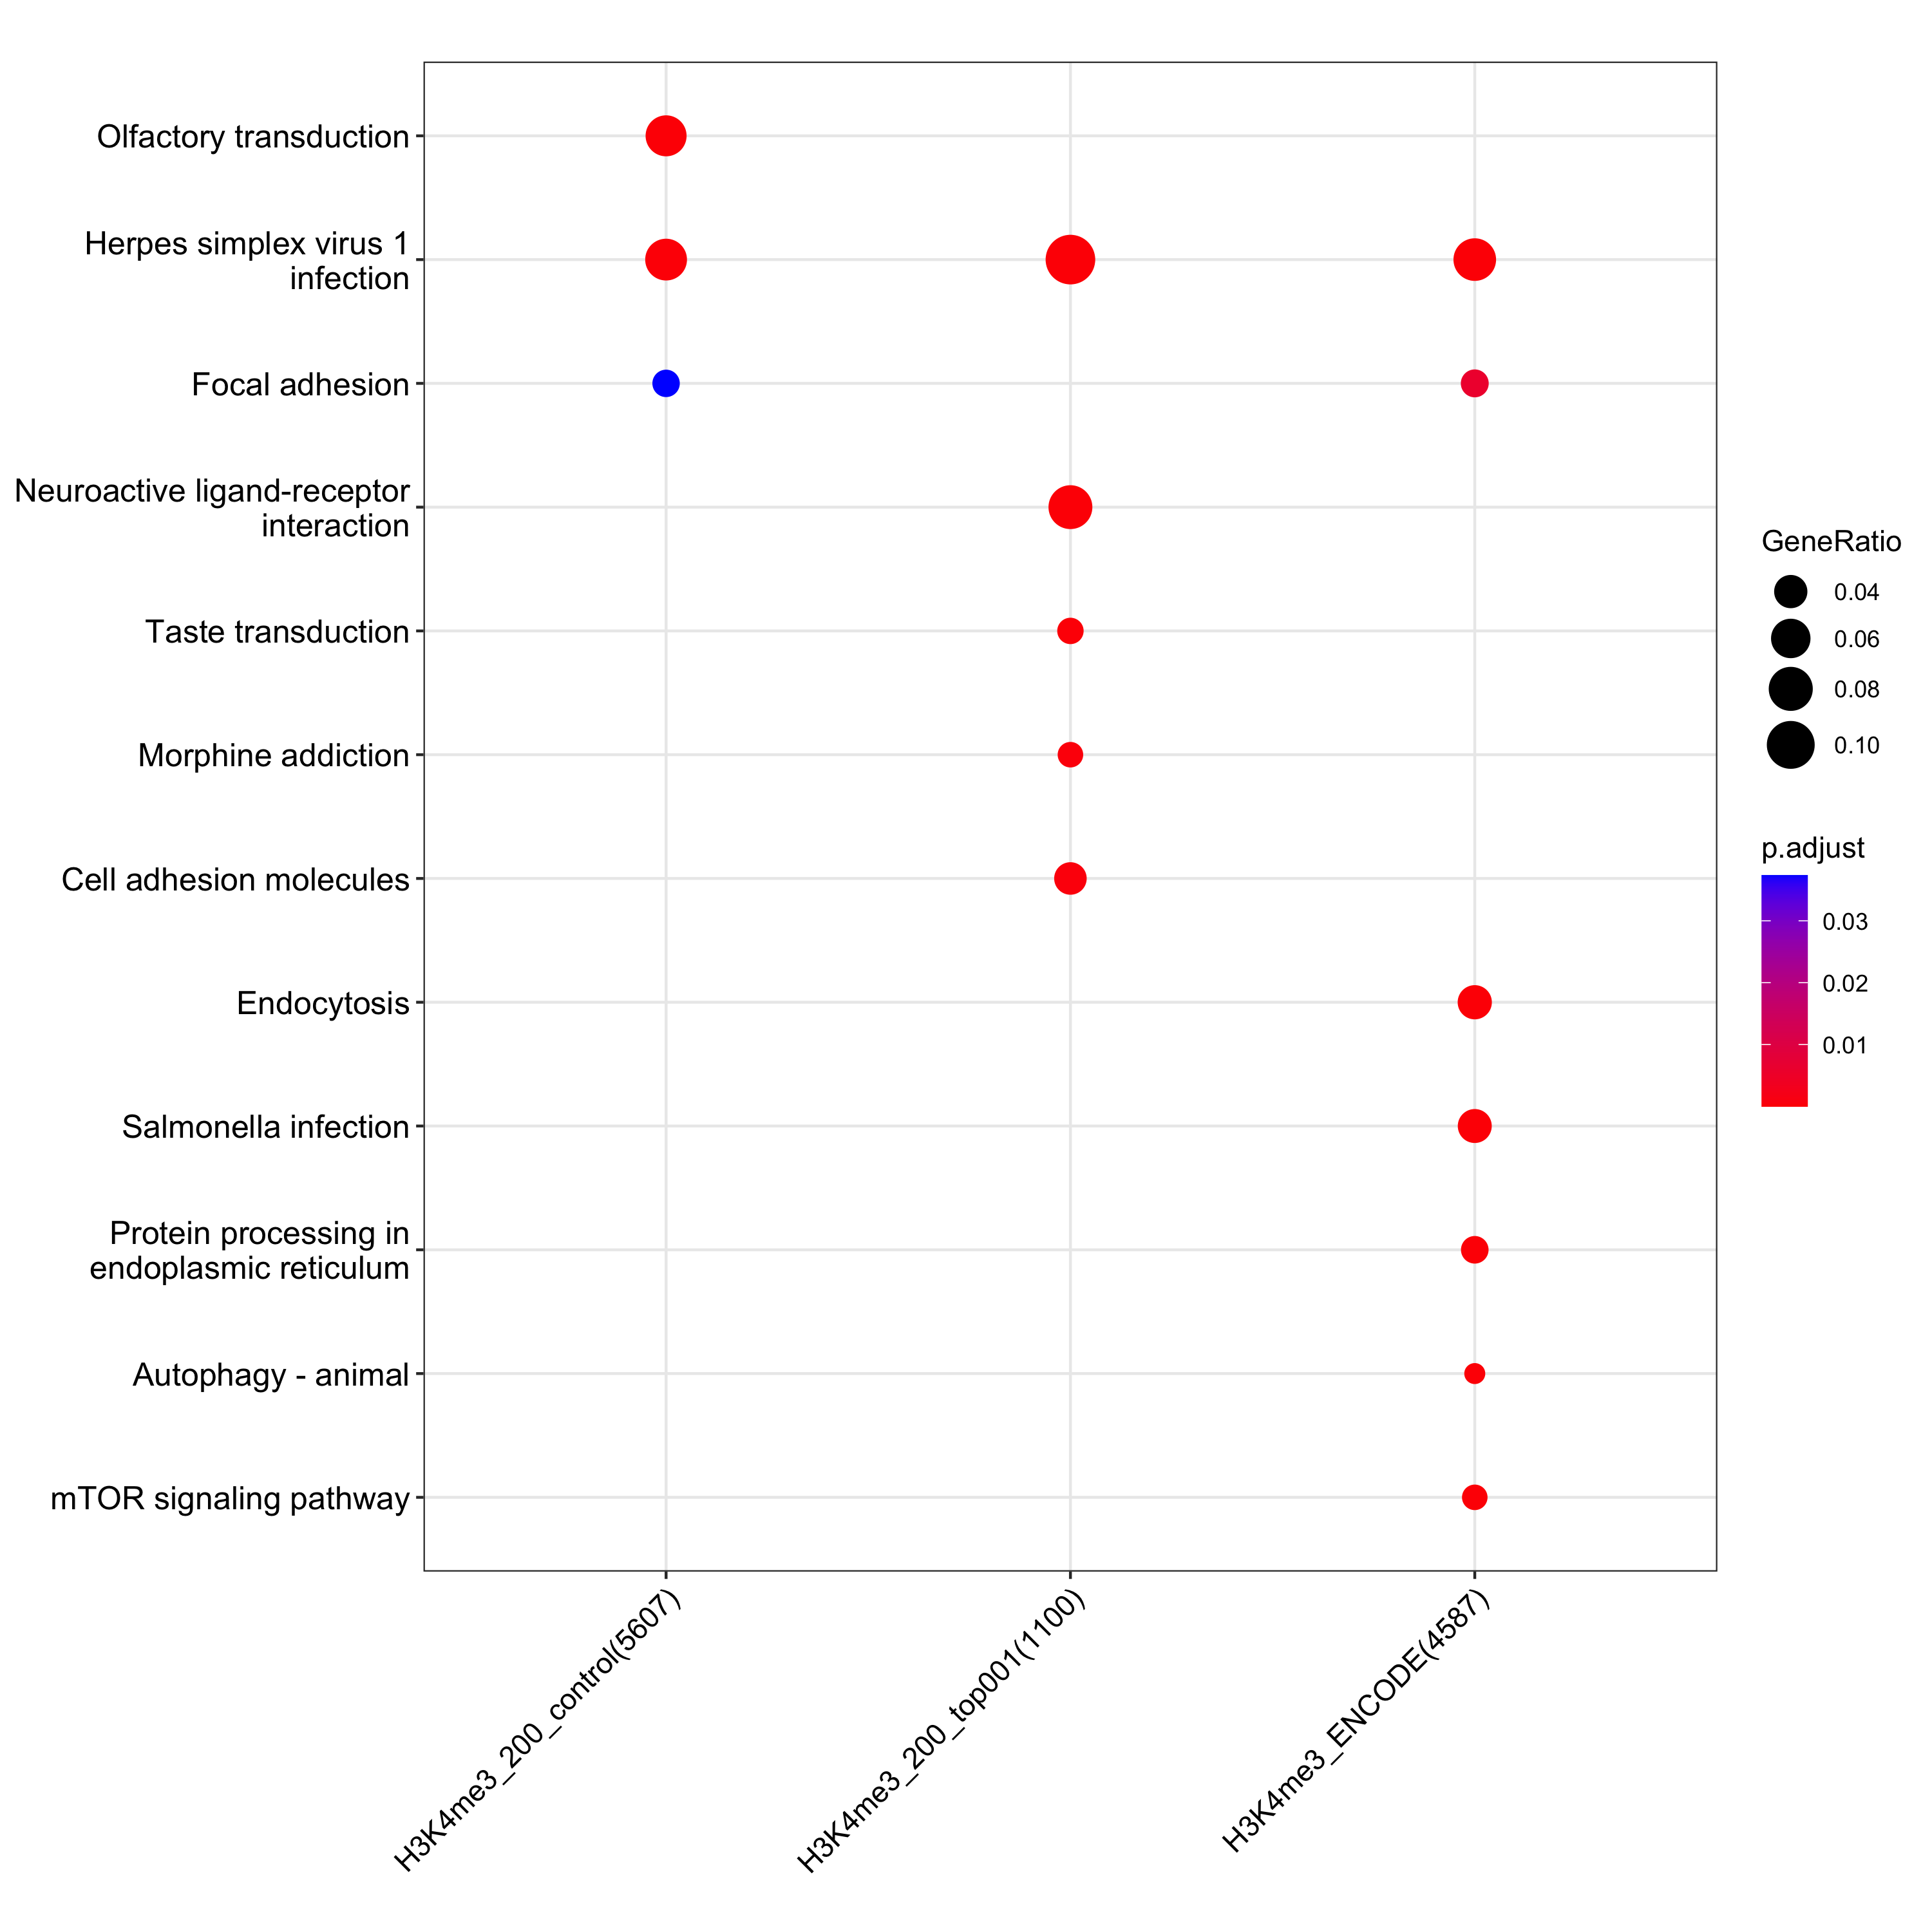 Olfactory transduction
Herpes simplex virus 1
infection
Focal adhesion
Neuroactive ligand-receptor
interaction
Taste transduction
Morphine addiction
Cell adhesion molecules
Endocytosis
Salmonella infection
Protein processing in
endoplasmic reticulum
Autophagy - animal
mTOR signaling pathway
H3K4me3_200_control(5607)
H3K4me3_200_top001(1100)
H3K4me3_ENCODE(4587)
GeneRatio
0.04
0.06
0.08
0.10
p.adjust
0.03
0.02
0.01